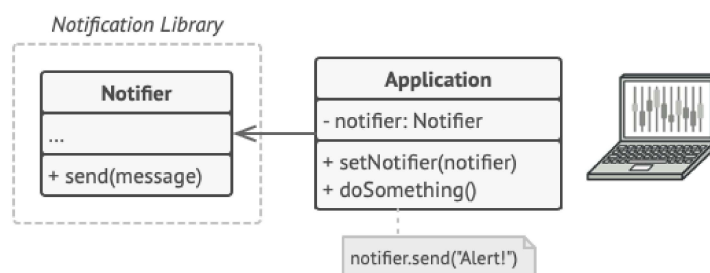 Notification Library
Notifier
...
+ send(message)
Application
- notifier: Notifier
+ setNotifier(notifier)
+ doSomething()
notifier.send("Alert!")